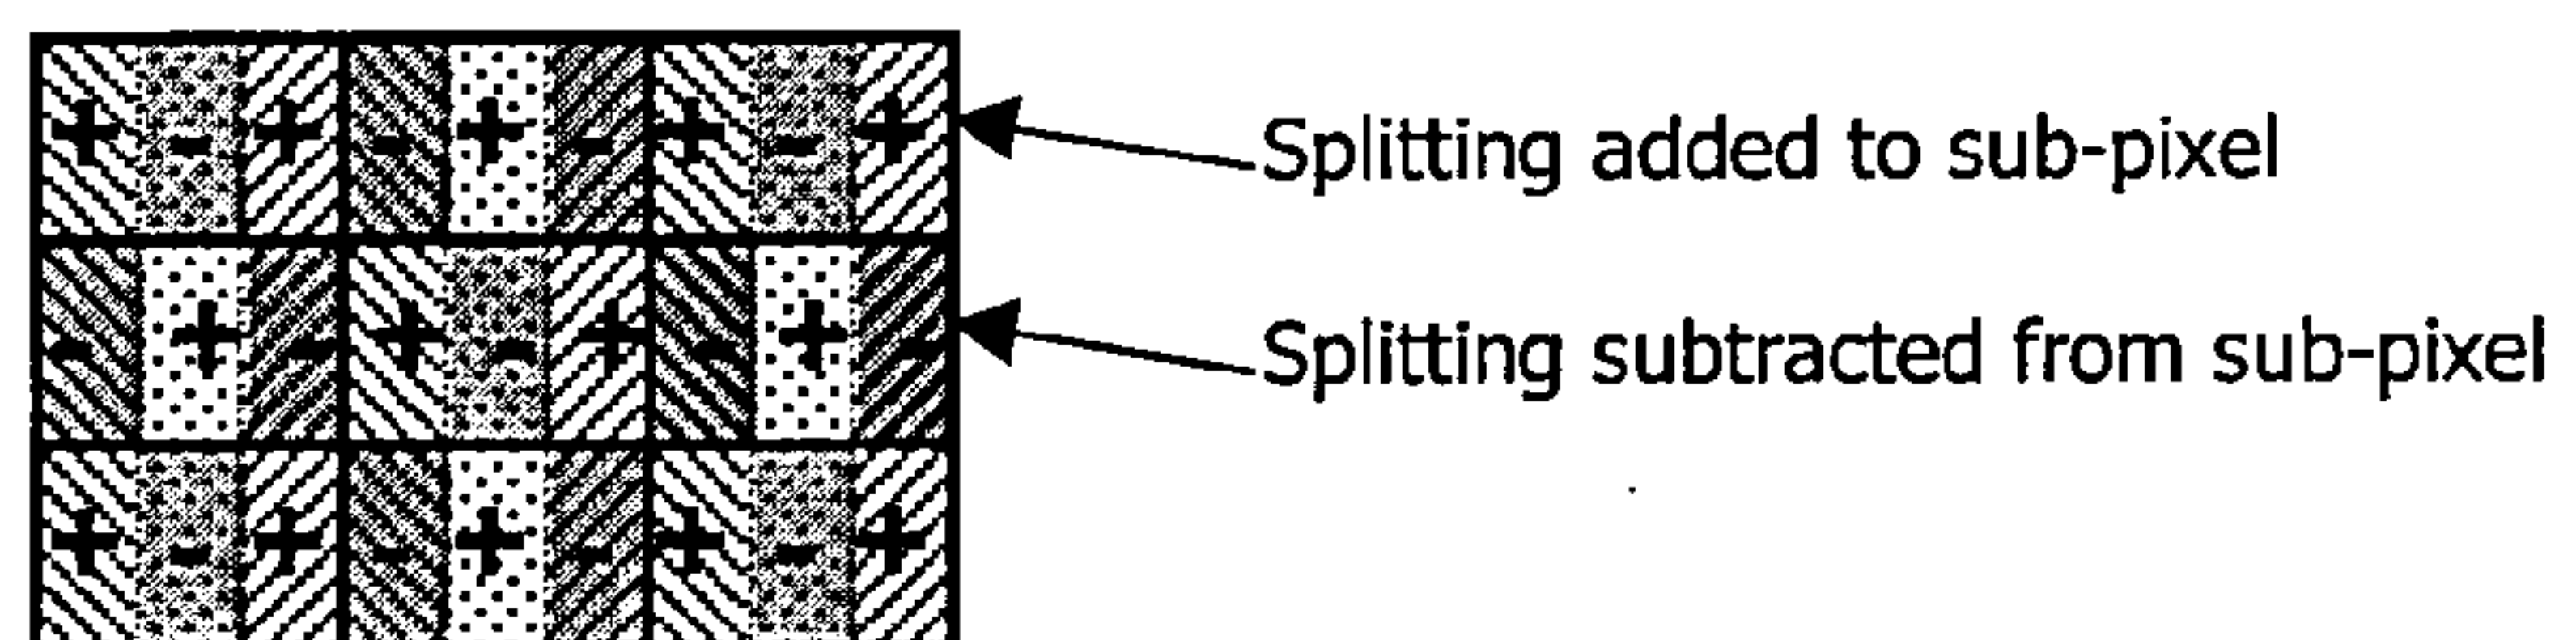 + - + - + - + - +
Splitting added to sub-pixel
- + - + - + - + -
Splitting subtracted from sub-pixel
+ - + - + - + - +